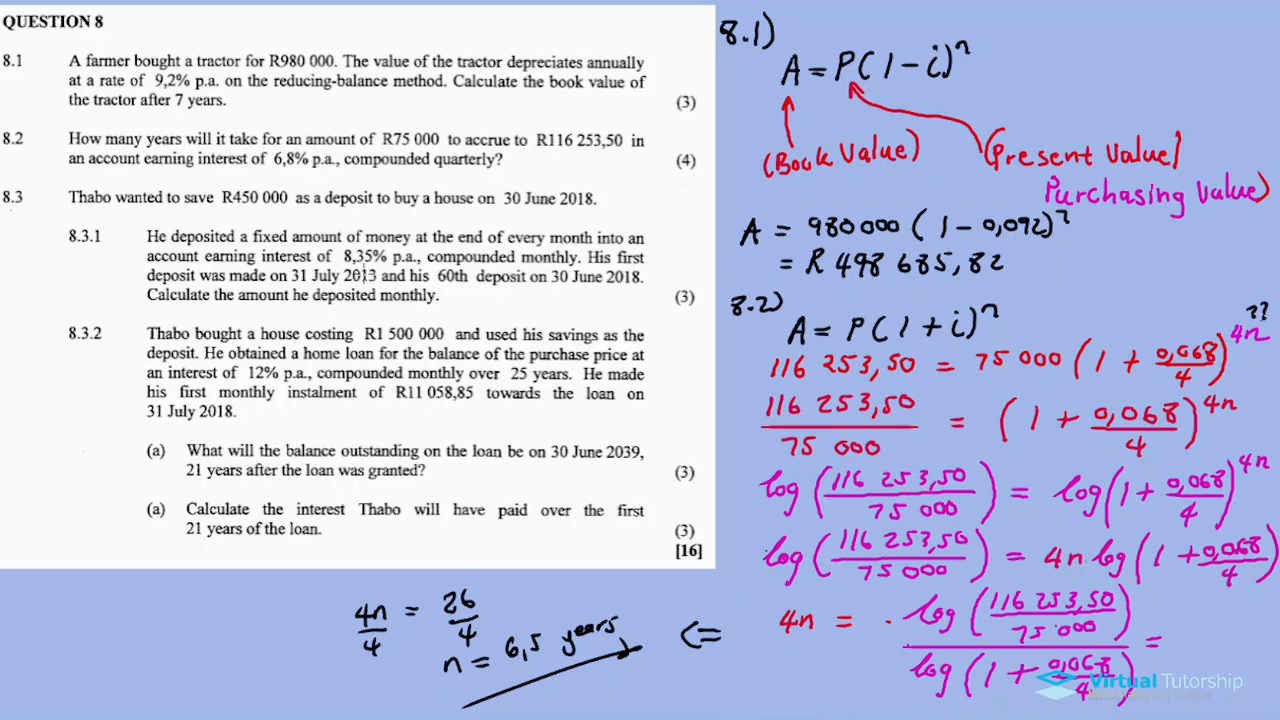 QUESTION 8
8.1 A farmer bought a tractor for R980 000. The value of the tractor depreciates annually
at a rate of 9,2% p.a. on the reducing-balance method. Calculate the book value of
the tractor after 7 years. (3)
8.2 How many years will it take for an amount of R75 000 to accrue to R116 253,50 in
an account earning interest of 6,8% p.a., compounded quarterly? (4)
8.3 Thabo wanted to save R450 000 as a deposit to buy a house on 30 June 2018.
8.3.1 He deposited a fixed amount of money at the end of every month into an
account earning interest of 8,35% p.a., compounded monthly. His first
deposit was made on 31 July 2013 and his 60th deposit on 30 June 2018.
Calculate the amount he deposited monthly. (3)
8.3.2 Thabo bought a house costing R1 500 000 and used his savings as the
deposit. He obtained a home loan for the balance of the purchase price at
an interest of 12% p.a., compounded monthly over 25 years. He made
his first monthly instalment of R11 058,85 towards the loan on
31 July 2018.
(a) What will the balance outstanding on the loan be on 30 June 2039,
21 years after the loan was granted? (3)
(a) Calculate the interest Thabo will have paid over the first
21 years of the loan. (3)
[16]
8.1)
A = P(1 - i)^n
(Book Value) (Present Value/
Purchasing Value)
A = 980 000 (1 - 0,092)^7
= R 498 685,82
8.2)
A = P(1 + i)^n
??
116 253,50 = 75 000 (1 + 0,068/4)^4n
116 253,50/75 000 = (1 + 0,068/4)^4n
log(116 253,50/75 000) = log(1 + 0,068/4)^4n
log(116 253,50/75 000) = 4n log(1 + 0,068/4)
4n = log(116 253,50/75 000)/log(1 + 0,068/4) =
<=
4n/4 = 26/4
n = 6,5 years
Virtual Tutorship